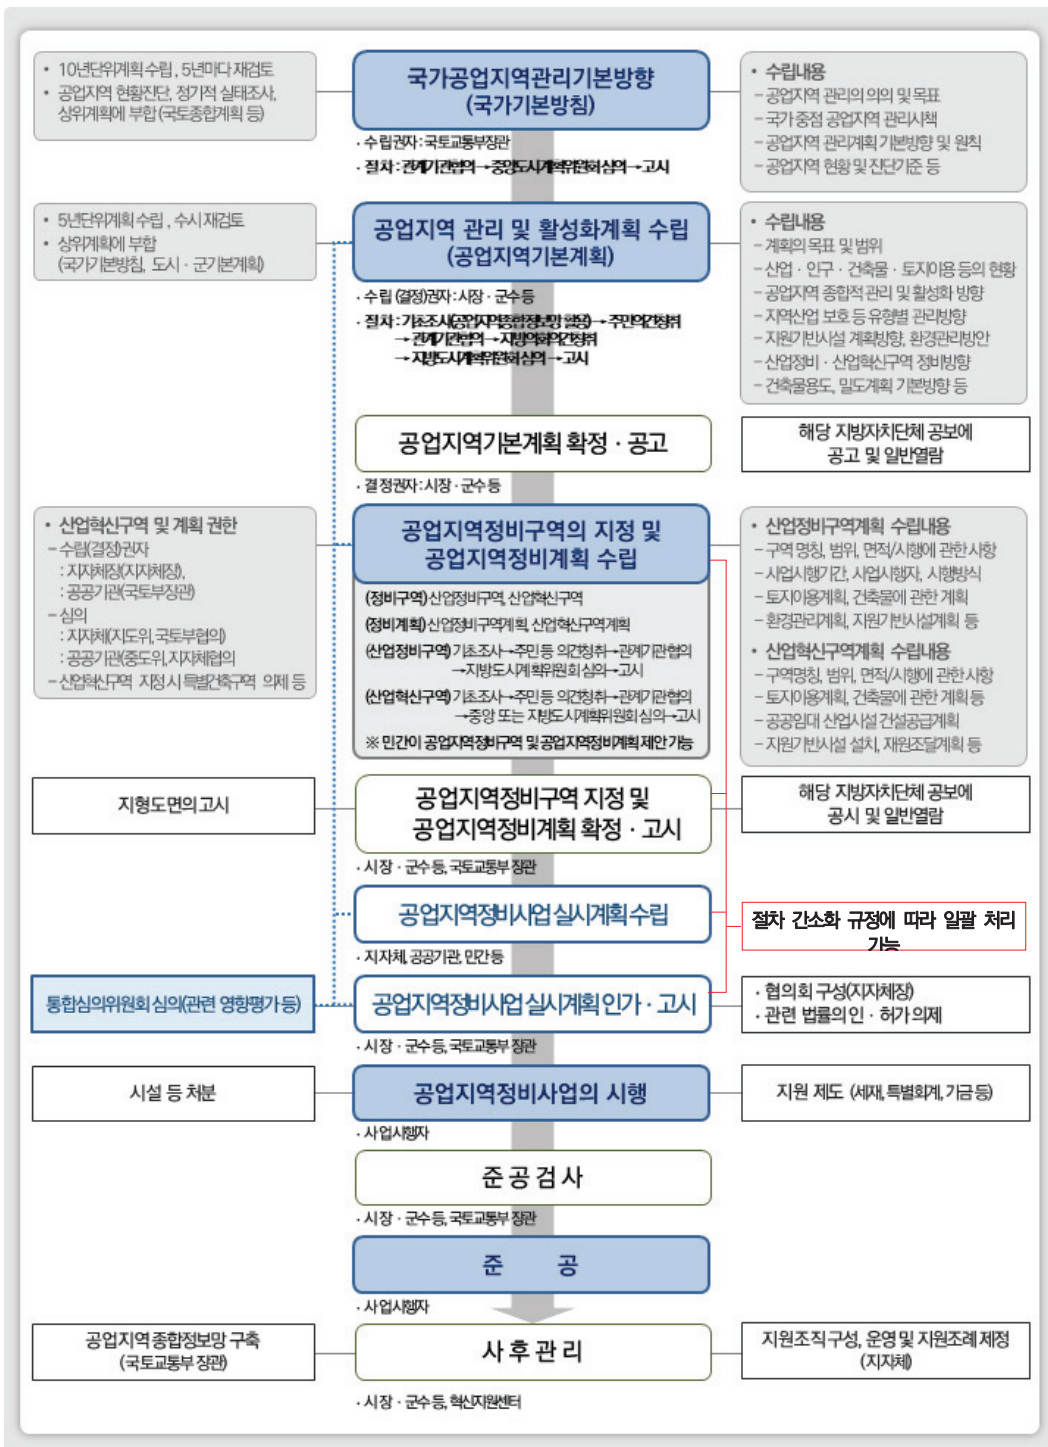 • 10년단위계획 수립 , 5년마다 재검토
• 공업지역 현황진단, 정기적 실태조사,
상위계획에 부합(국토종합계획 등)
국가공업지역관리기본방향
(국가기본방침)
· 수립권자 : 국토교통부장관
· 절차 : 관계기관협의 → 중앙도시계획위원회 심의 → 고시
• 수립내용
– 공업지역 관리의 의의 및 목표
– 국가 중점 공업지역 관리시책
– 공업지역 관리계획 기본방향 및 원칙
– 공업지역 현황 및 진단기준 등
• 5년단위계획 수립 , 수시 재검토
• 상위계획에 부합
(국가기본방침, 도시 · 군기본계획)
공업지역 관리 및 활성화계획 수립
(공업지역기본계획)
· 수립 (결정)권자 : 시장 · 군수 등
· 절차 : 기초조사(공업지역종합정보망 활용) → 주민의견청취
→ 관계기관협의 → 지방의회의견청취
→ 지방도시계획위원회 심의 → 고시
• 수립내용
– 계획의 목표 및 범위
– 산업 · 인구 · 건축물 · 토지이용 등의 현황
– 공업지역 종합적 관리 및 활성화 방향
– 지역산업 보호 등 유형별 관리방향
– 지원기반시설 계획방향, 환경관리방안
– 산업정비 · 산업혁신구역 정비방향
– 건축물용도, 밀도계획 기본방향 등
공업지역기본계획 확정 · 공고
· 결정권자 : 시장 · 군수 등
해당 지방자치단체 공보에
공고 및 일반열람
• 산업혁신구역 및 계획 권한
– 수립(결정)권자
: 지자체장(지자체장),
: 공공기관(국토부장관)
– 심의
: 지자체(지도위, 국토부협의)
: 공공기관(중도위, 지자체협의
– 산업혁신구역 지정 시 특별건축구역 의제 등
공업지역정비구역의 지정 및
공업지역정비계획 수립
(정비구역) 산업정비구역, 산업혁신구역
(정비계획) 산업정비구역계획, 산업혁신구역계획
(산업정비구역) 기초조사→주민 등 의견청취→관계기관협의
→지방도시계획위원회 심의→고시
(산업혁신구역) 기초조사→주민 등 의견청취→관계기관협의
→중앙 또는 지방도시계획위원회 심의→고시
※ 민간이 공업지역정비구역 및 공업지역정비계획 제안 가능
• 산업정비구역계획 수립내용
– 구역 명칭, 범위, 면적/시행에 관한 사항
– 사업시행기간, 사업시행자, 시행방식
– 토지이용계획, 건축물에 관한 계획
– 환경관리계획, 지원기반시설계획 등
• 산업혁신구역계획 수립내용
– 구역명칭, 범위, 면적/시행에 관한 사항
– 토지이용계획, 건축물에 관한 계획 등
– 공공임대 산업시설 건설공급계획
– 지원기반시설 설치, 재원조달계획 등
지형도면의 고시
공업지역정비구역 지정 및
공업지역정비계획 확정 · 고시
· 시장 · 군수 등, 국토교통부 장관
해당 지방자치단체 공보에
공시 및 일반열람
공업지역정비사업 실시계획 수립
· 지자체, 공공기관, 민간 등
절차 간소화 규정에 따라 일괄 처리
가능
통합심의위원회 심의(관련 영향평가 등)
공업지역정비사업 실시계획 인가 · 고시
· 시장 · 군수 등, 국토교통부 장관
• 협의회 구성(지자체장)
• 관련 법률의 인 · 허가 의제
시설 등 처분
공업지역정비사업의 시행
· 사업시행자
지원 제도 (세재, 특별회계, 기금 등)
준공검사
· 시장 · 군수 등, 국토교통부 장관
준 공
· 사업시행자
공업지역 종합정보망 구축
(국토교통부 장관)
사후관리
· 시장 · 군수 등, 혁신지원센터
지원조직 구성, 운영 및 지원조례 제정
(지자체)